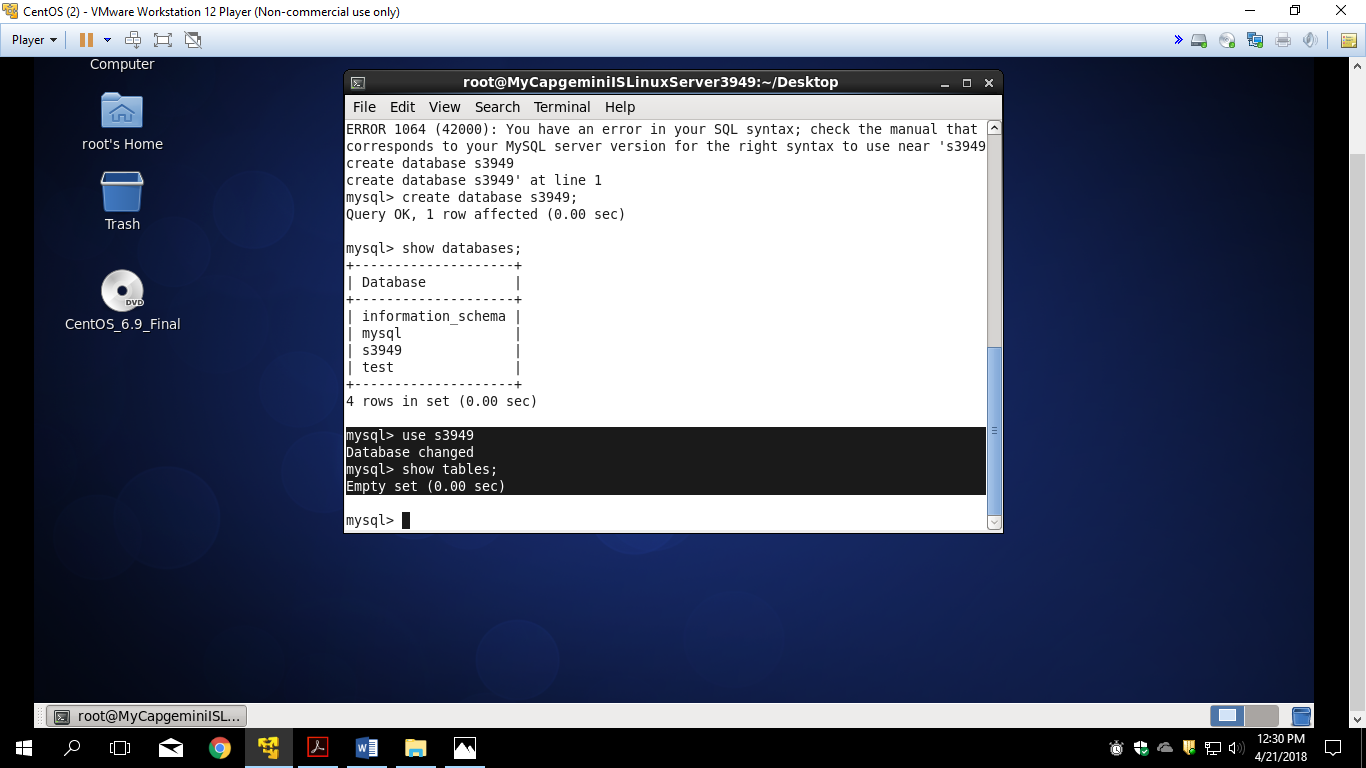 CentOS (2) - VMware Workstation 12 Player (Non-commercial use only)
Player
Computer
root's Home
Trash
DVD
CentOS_6.9_Final
root@MyCapgeminiISLinuxServer3949:~/Desktop
File Edit View Search Terminal Help
ERROR 1064 (42000): You have an error in your SQL syntax; check the manual that
corresponds to your MySQL server version for the right syntax to use near 's3949
create database s3949
create database s3949' at line 1
mysql> create database s3949;
Query OK, 1 row affected (0.00 sec)
mysql> show databases;
+--------------------+
| Database           |
+--------------------+
| information_schema |
| mysql              |
| s3949              |
| test               |
+--------------------+
4 rows in set (0.00 sec)
mysql> use s3949
Database changed
mysql> show tables;
Empty set (0.00 sec)
mysql>
root@MyCapgeminiISL...
12:30 PM
4/21/2018